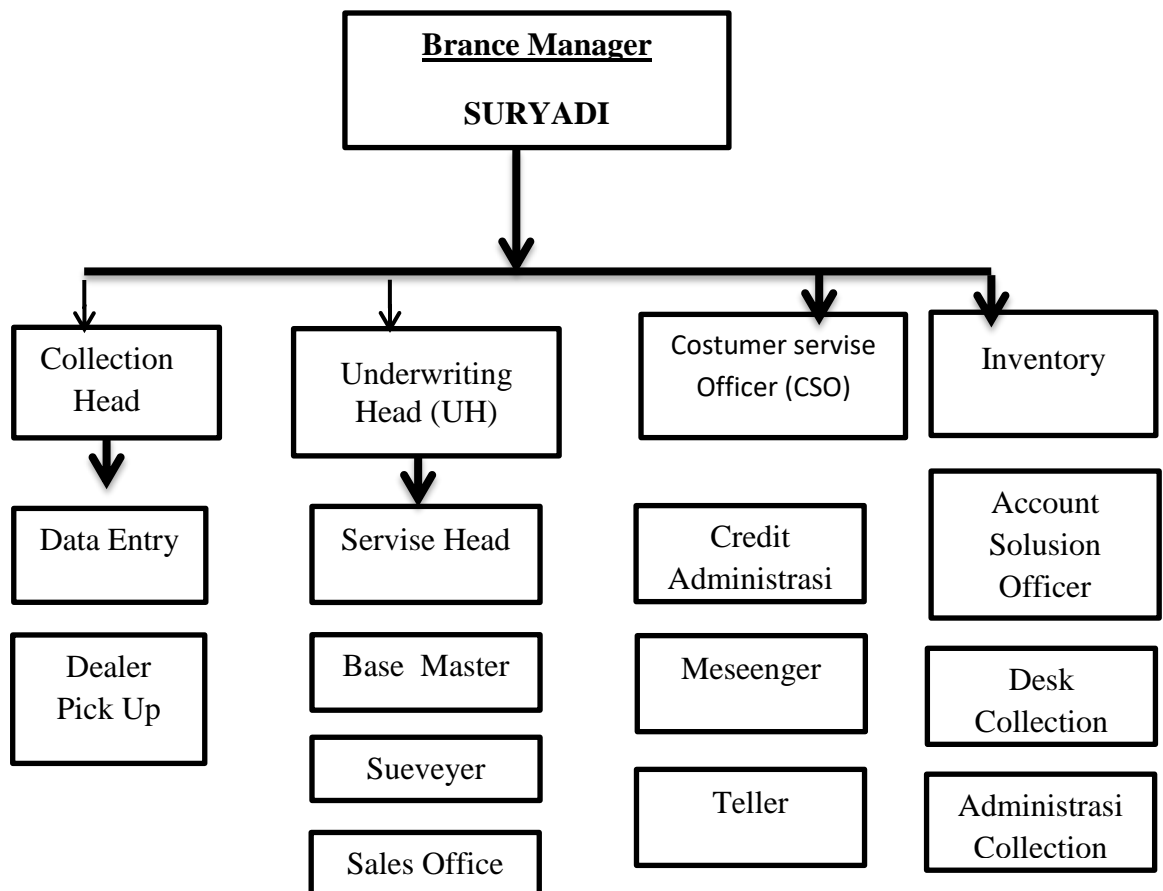 Brance Manager
SURYADI
Collection
Head
Underwriting
Head (UH)
Costumer servise
Officer (CSO)
Inventory
Data Entry
Servise Head
Credit
Administrasi
Account
Solusion
Officer
Dealer
Pick Up
Base Master
Meseenger
Desk
Collection
Sueveyer
Teller
Administrasi
Collection
Sales Office